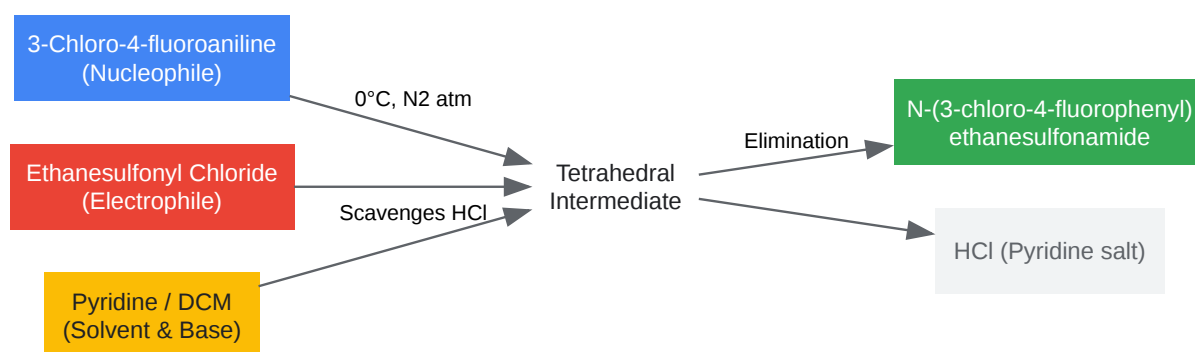 3-Chloro-4-fluoroaniline
(Nucleophile)
0°C, N2 atm
Ethanesulfonyl Chloride
(Electrophile)
Scavenges HCl
Pyridine / DCM
(Solvent & Base)
Tetrahedral
Intermediate
Elimination
N-(3-chloro-4-fluorophenyl)
ethanesulfonamide
HCl (Pyridine salt)